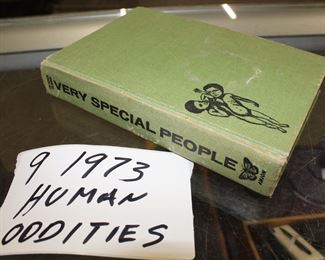 VERY SPECIAL PEOPLE
9 1973
HUMAN
ODDITIES